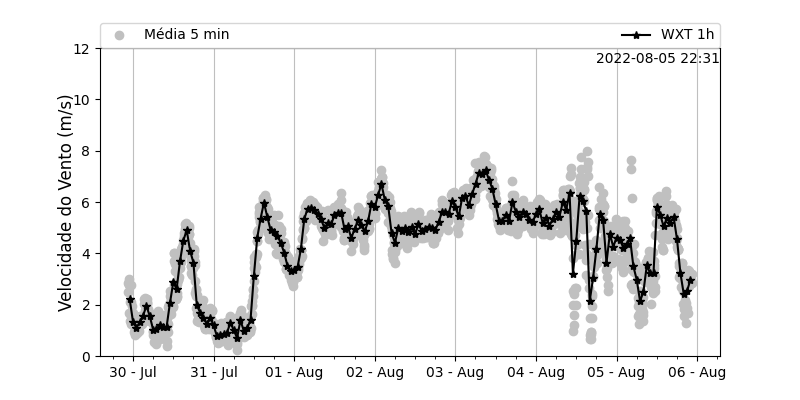 Média 5 min
WXT 1h
2022-08-05 22:31
Velocidade do Vento (m/s)
12
10
8
6
4
2
0
30 - Jul
31 - Jul
01 - Aug
02 - Aug
03 - Aug
04 - Aug
05 - Aug
06 - Aug